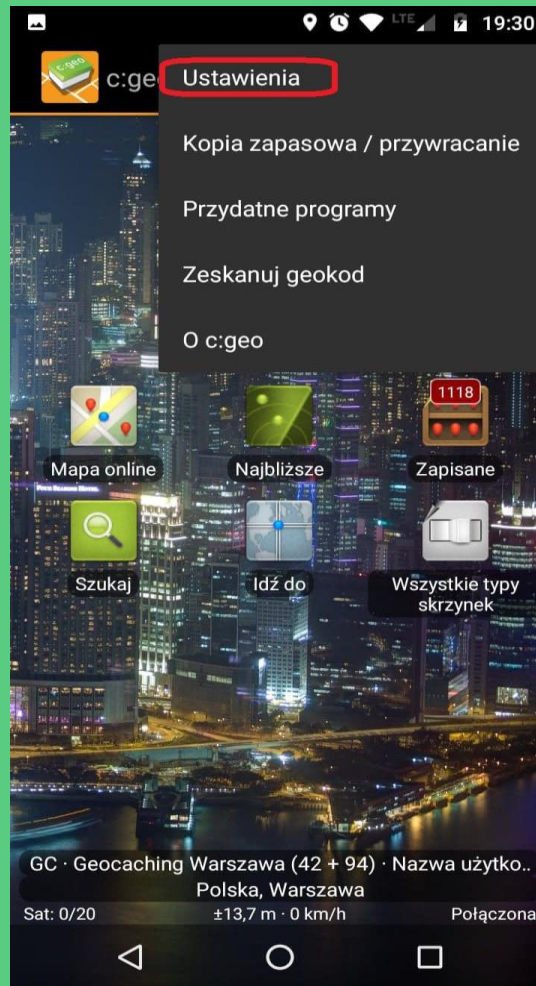 LTE 19:30
c:geo
c:ge
Ustawienia
Kopia zapasowa / przywracanie
Przydatne programy
Zeskanuj geokod
O c:geo
1118
Mapa online
Najbliższe
Zapisane
Szukaj
Idź do
Wszystkie typy
skrzynek
GC · Geocaching Warszawa (42 + 94) · Nazwa użytko..
Polska, Warszawa
Sat: 0/20 ±13,7 m · 0 km/h Połączona